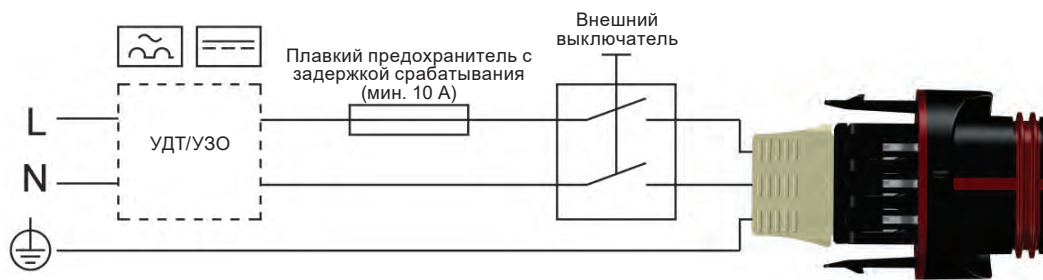 Внешний
выключатель
Плавкий предохранитель с
задержкой срабатывания
(мин. 10 А)
L
УДТ/УЗО
N